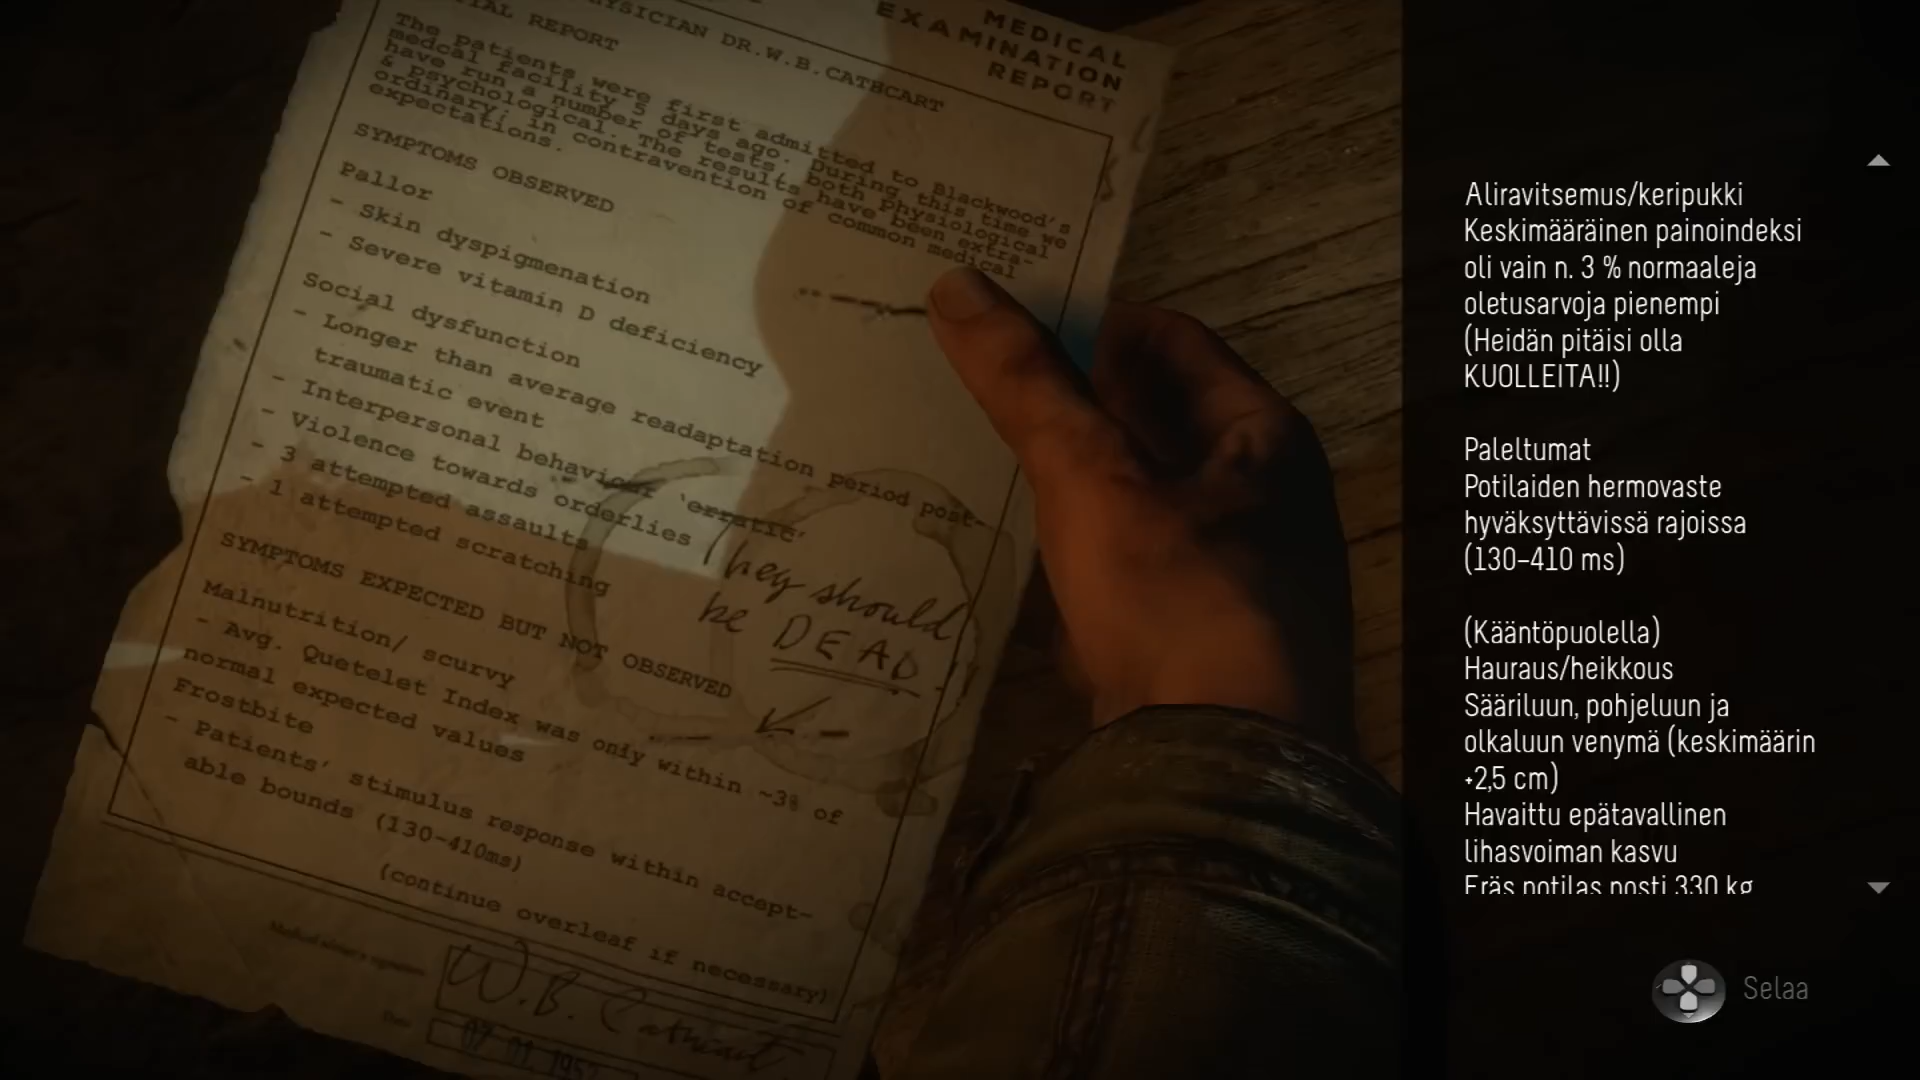 MEDICAL
EXAMINATION
REPORT
PHYSICIAN DR.W.B.CATHCART
REPORT
The patients were first admitted to Blackwood's
medcal facility 5 days ago. During this time we
have run a number of tests, both Physiological
& psychological. The results have been extra-
ordinary; in contravention of common medical
expectations.
SYMPTOMS OBSERVED
Pallor
- Skin dyspigmenation
- Severe vitamin D deficiency
Social dysfunction
- Longer than average readaptation period post-
traumatic event
- Interpersonal behaviour 'erratic'
- Violence towards orderlies
- 3 attempted assaults
- 1 attempted scratching
They should
be DEAD!!
SYMPTOMS EXPECTED BUT NOT OBSERVED
Malnutrition/ scurvy
- Avg. Quetelet Index was only within ~3% of
normal expected values
Frostbite
- Patients' stimulus response within accept-
able bounds (130-410ms)
(continue overleaf if necessary)
W.B. Cathcart
Aliravitsemus/keripukki
Keskimääräinen painoindeksi
oli vain n. 3 % normaaleja
oletusarvoja pienempi
(Heidän pitäisi olla
KUOLLEITA!!)
Paleltumat
Potilaiden hermovaste
hyväksyttävissä rajoissa
(130–410 ms)
(Kääntöpuolella)
Hauraus/heikkous
Sääriluun, pohjeluun ja
olkaluun venymä (keskimäärin
+2,5 cm)
Havaittu epätavallinen
lihasvoiman kasvu
Eräs potilas nosti 330 kg
Selaa